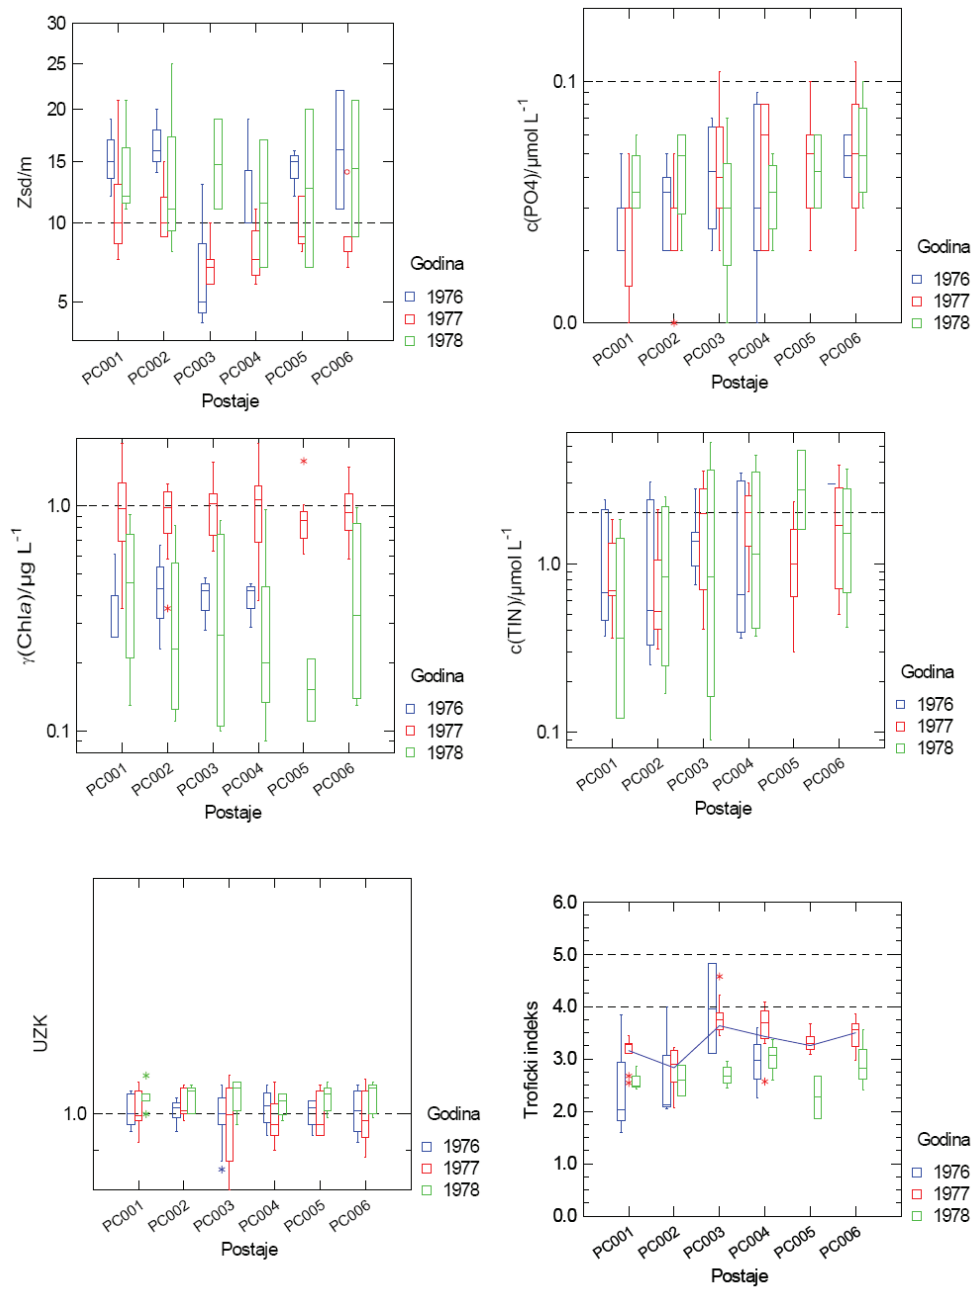 30
25
20
15
10
5
Zsd/m
PC001
PC002
PC003
PC004
PC005
PC006
Postaje
Godina
1976
1977
1978
0.1
0.0
c(PO4)/µmol L⁻¹
PC001
PC002
PC003
PC004
PC005
PC006
Postaje
Godina
1976
1977
1978
1.0
0.1
γ(Chla)/µg L⁻¹
PC001
PC002
PC003
PC004
PC005
PC006
Postaje
Godina
1976
1977
1978
1.0
0.1
c(TIN)/µmol L⁻¹
PC001
PC002
PC003
PC004
PC005
PC006
Postaje
Godina
1976
1977
1978
1.0
UZK
PC001
PC002
PC003
PC004
PC005
PC006
Postaje
Godina
1976
1977
1978
6.0
5.0
4.0
3.0
2.0
1.0
0.0
Troficki indeks
PC001
PC002
PC003
PC004
PC005
PC006
Postaje
Godina
1976
1977
1978